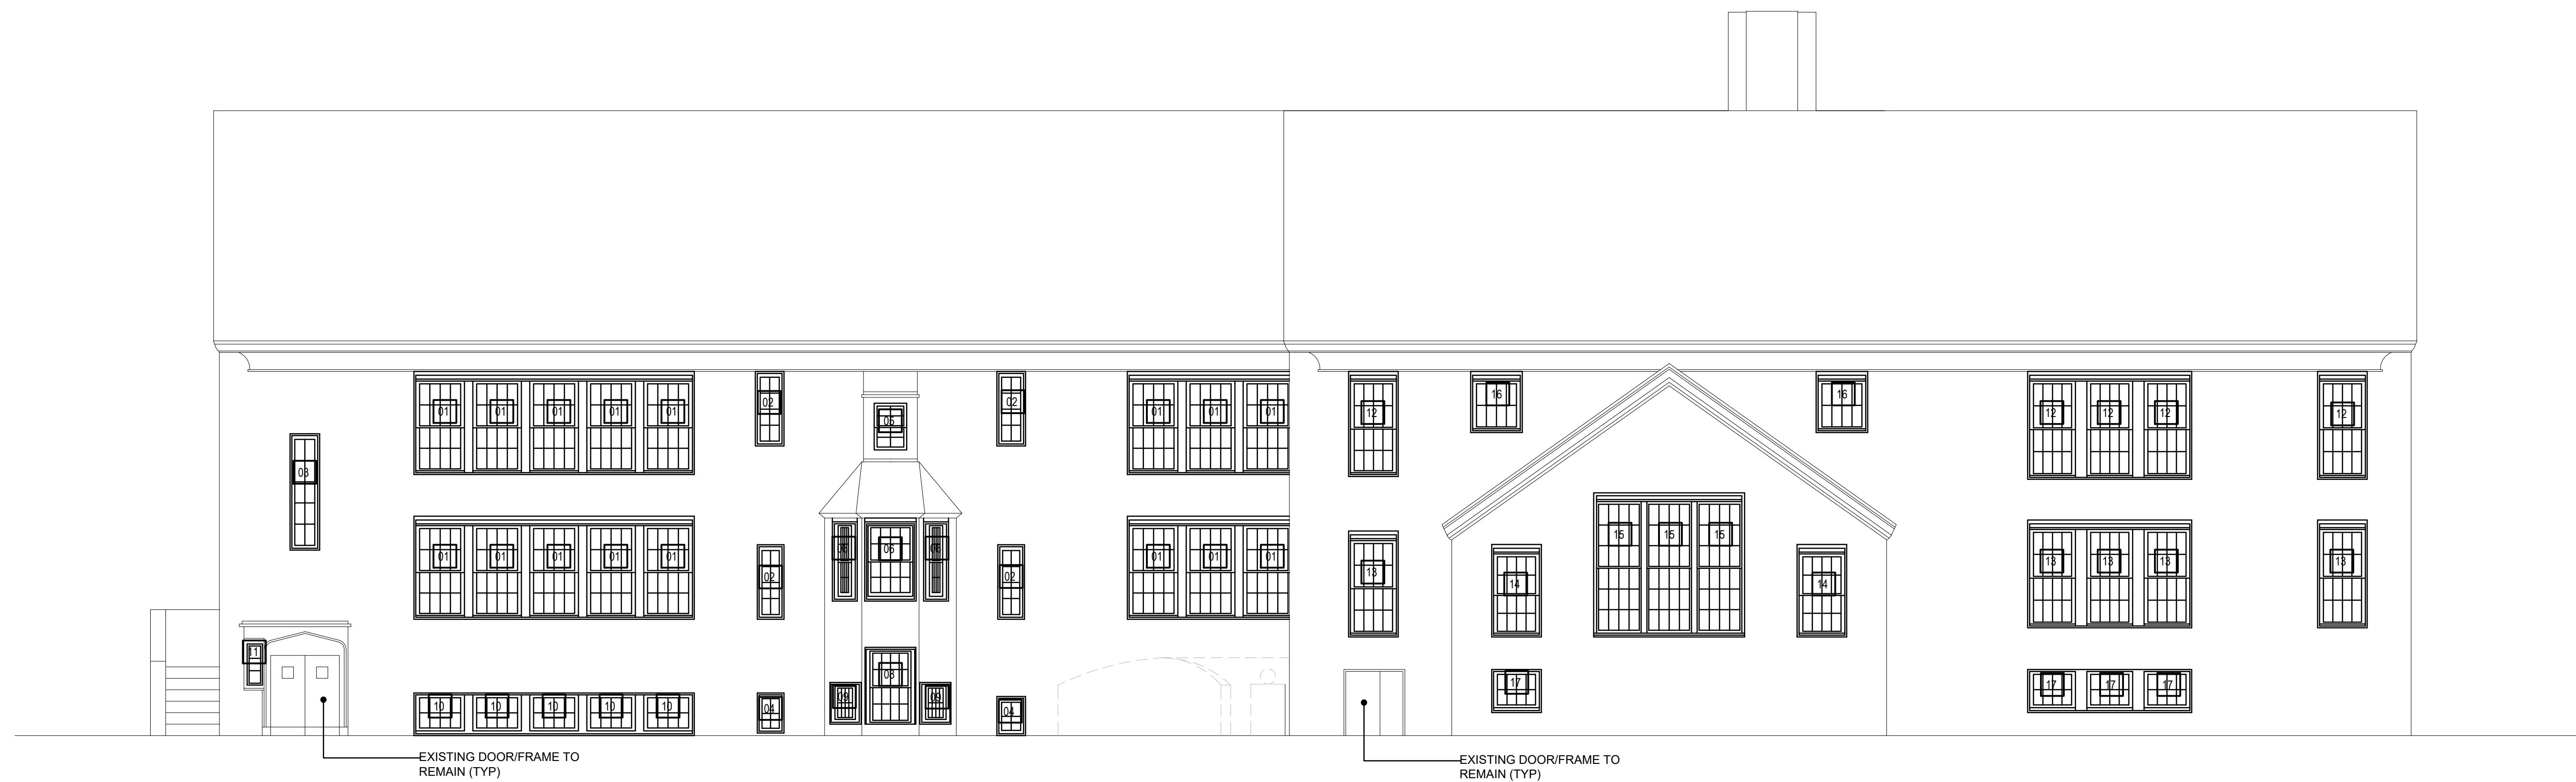 01 01 01 01 01 02 05 02 01 01 01 12 16 16 12 12 12 12
03
01 01 01 01 01 02 06 02 01 01 01 13 14 15 15 15 14 13 13 13 13
11
10 10 10 10 10 04 09 08 09 04 17 17 17 17
EXISTING DOOR/FRAME TO
REMAIN (TYP)
EXISTING DOOR/FRAME TO
REMAIN (TYP)